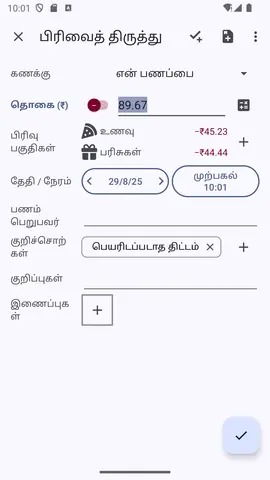 10:01
பிரிவைத் திருத்து
கணக்கு
என் பணப்பை
தொகை (₹)
89.67
பிரிவு
பகுதிகள்
உணவு
−₹45.23
பரிசுகள்
−₹44.44
தேதி / நேரம்
29/8/25
முற்பகல்
10:01
பணம்
பெறுபவர்
குறிச்சொற்
கள்
பெயரிடப்படாத திட்டம்
குறிப்புகள்
இணைப்புக
ள்